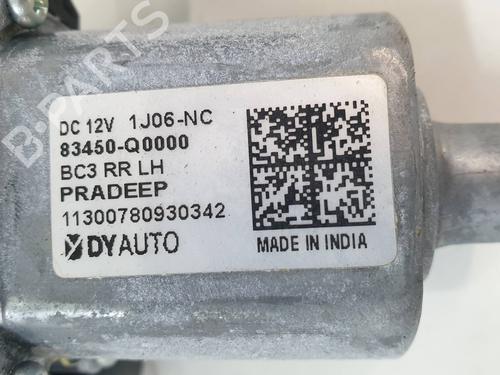 DC 12V 1J06-NC
83450-Q0000
BC3 RR LH
PRADEEP
11300780930342
DYAUTO
MADE IN INDIA
B-PARTS